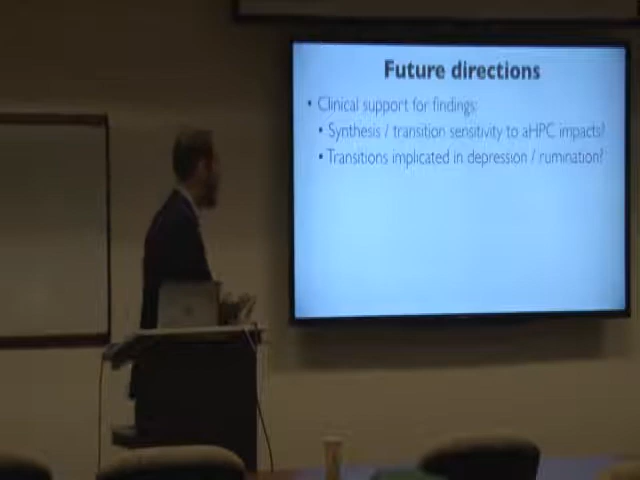 Future directions
• Clinical support for findings:
• Synthesis / transition sensitivity to aHPC impacts?
• Transitions implicated in depression / rumination?